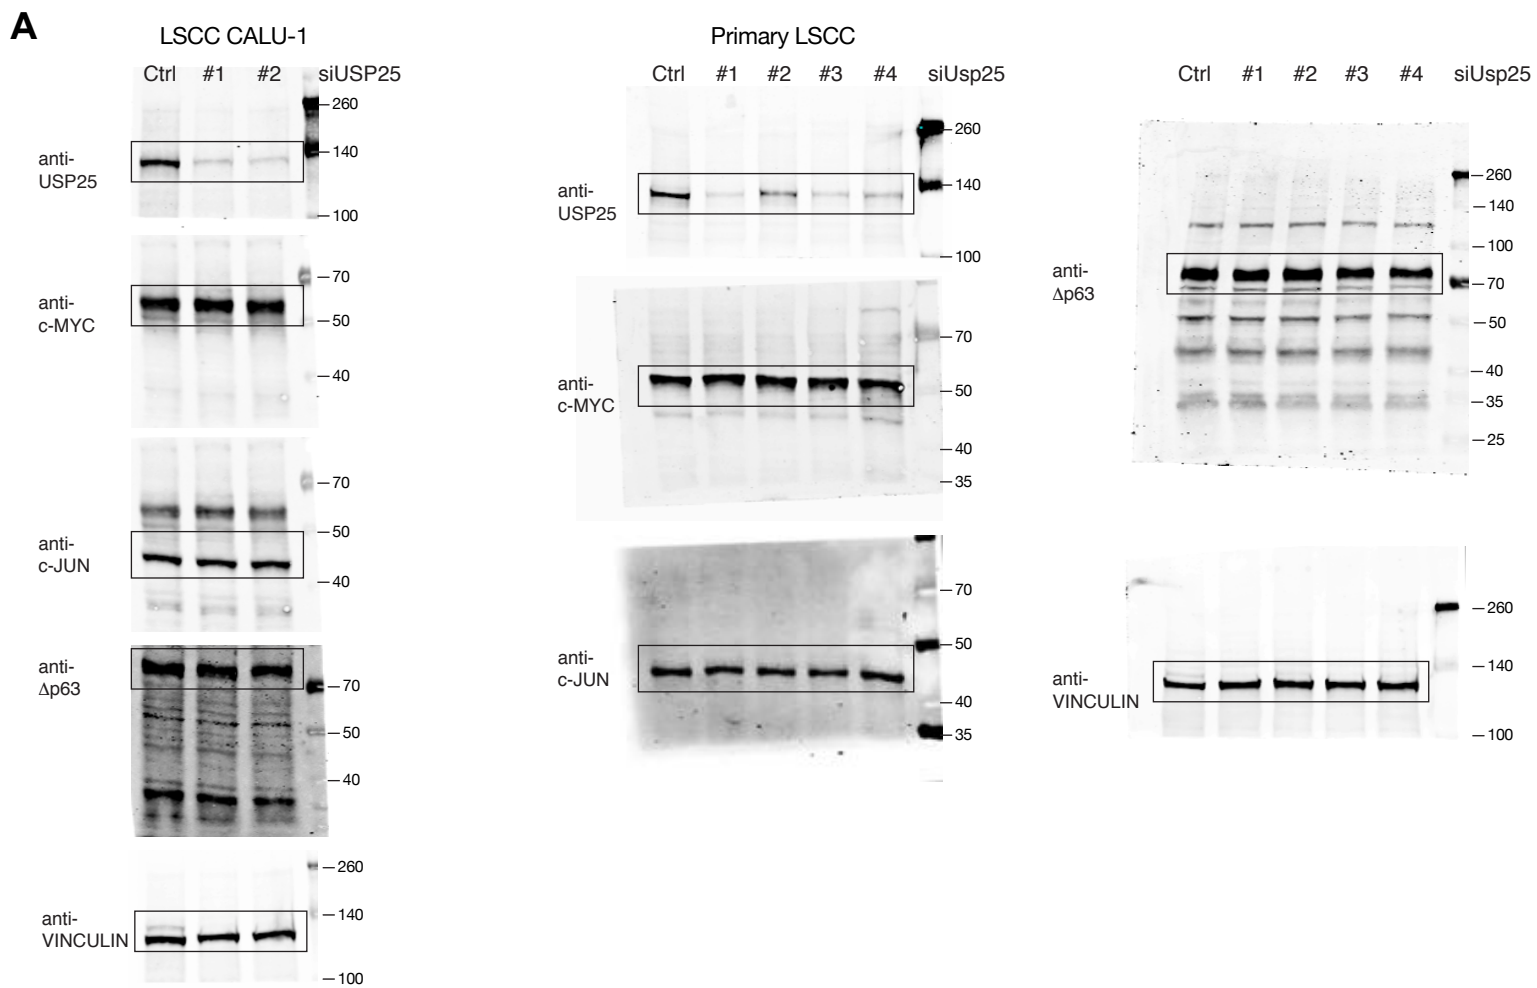 A
LSCC CALU-1
Ctrl #1 #2 siUSP25
260
anti-
USP25
140
100
70
anti-
c-MYC
50
40
70
50
anti-
c-JUN
40
anti-
Δp63
70
50
40
260
anti-
VINCULIN
140
100
Primary LSCC
Ctrl #1 #2 #3 #4 siUsp25
260
anti-
USP25
140
100
70
anti-
c-MYC
50
40
35
70
50
anti-
c-JUN
40
35
Ctrl #1 #2 #3 #4 siUsp25
260
140
100
anti-
Δp63
70
50
40
35
25
260
140
anti-
VINCULIN
100